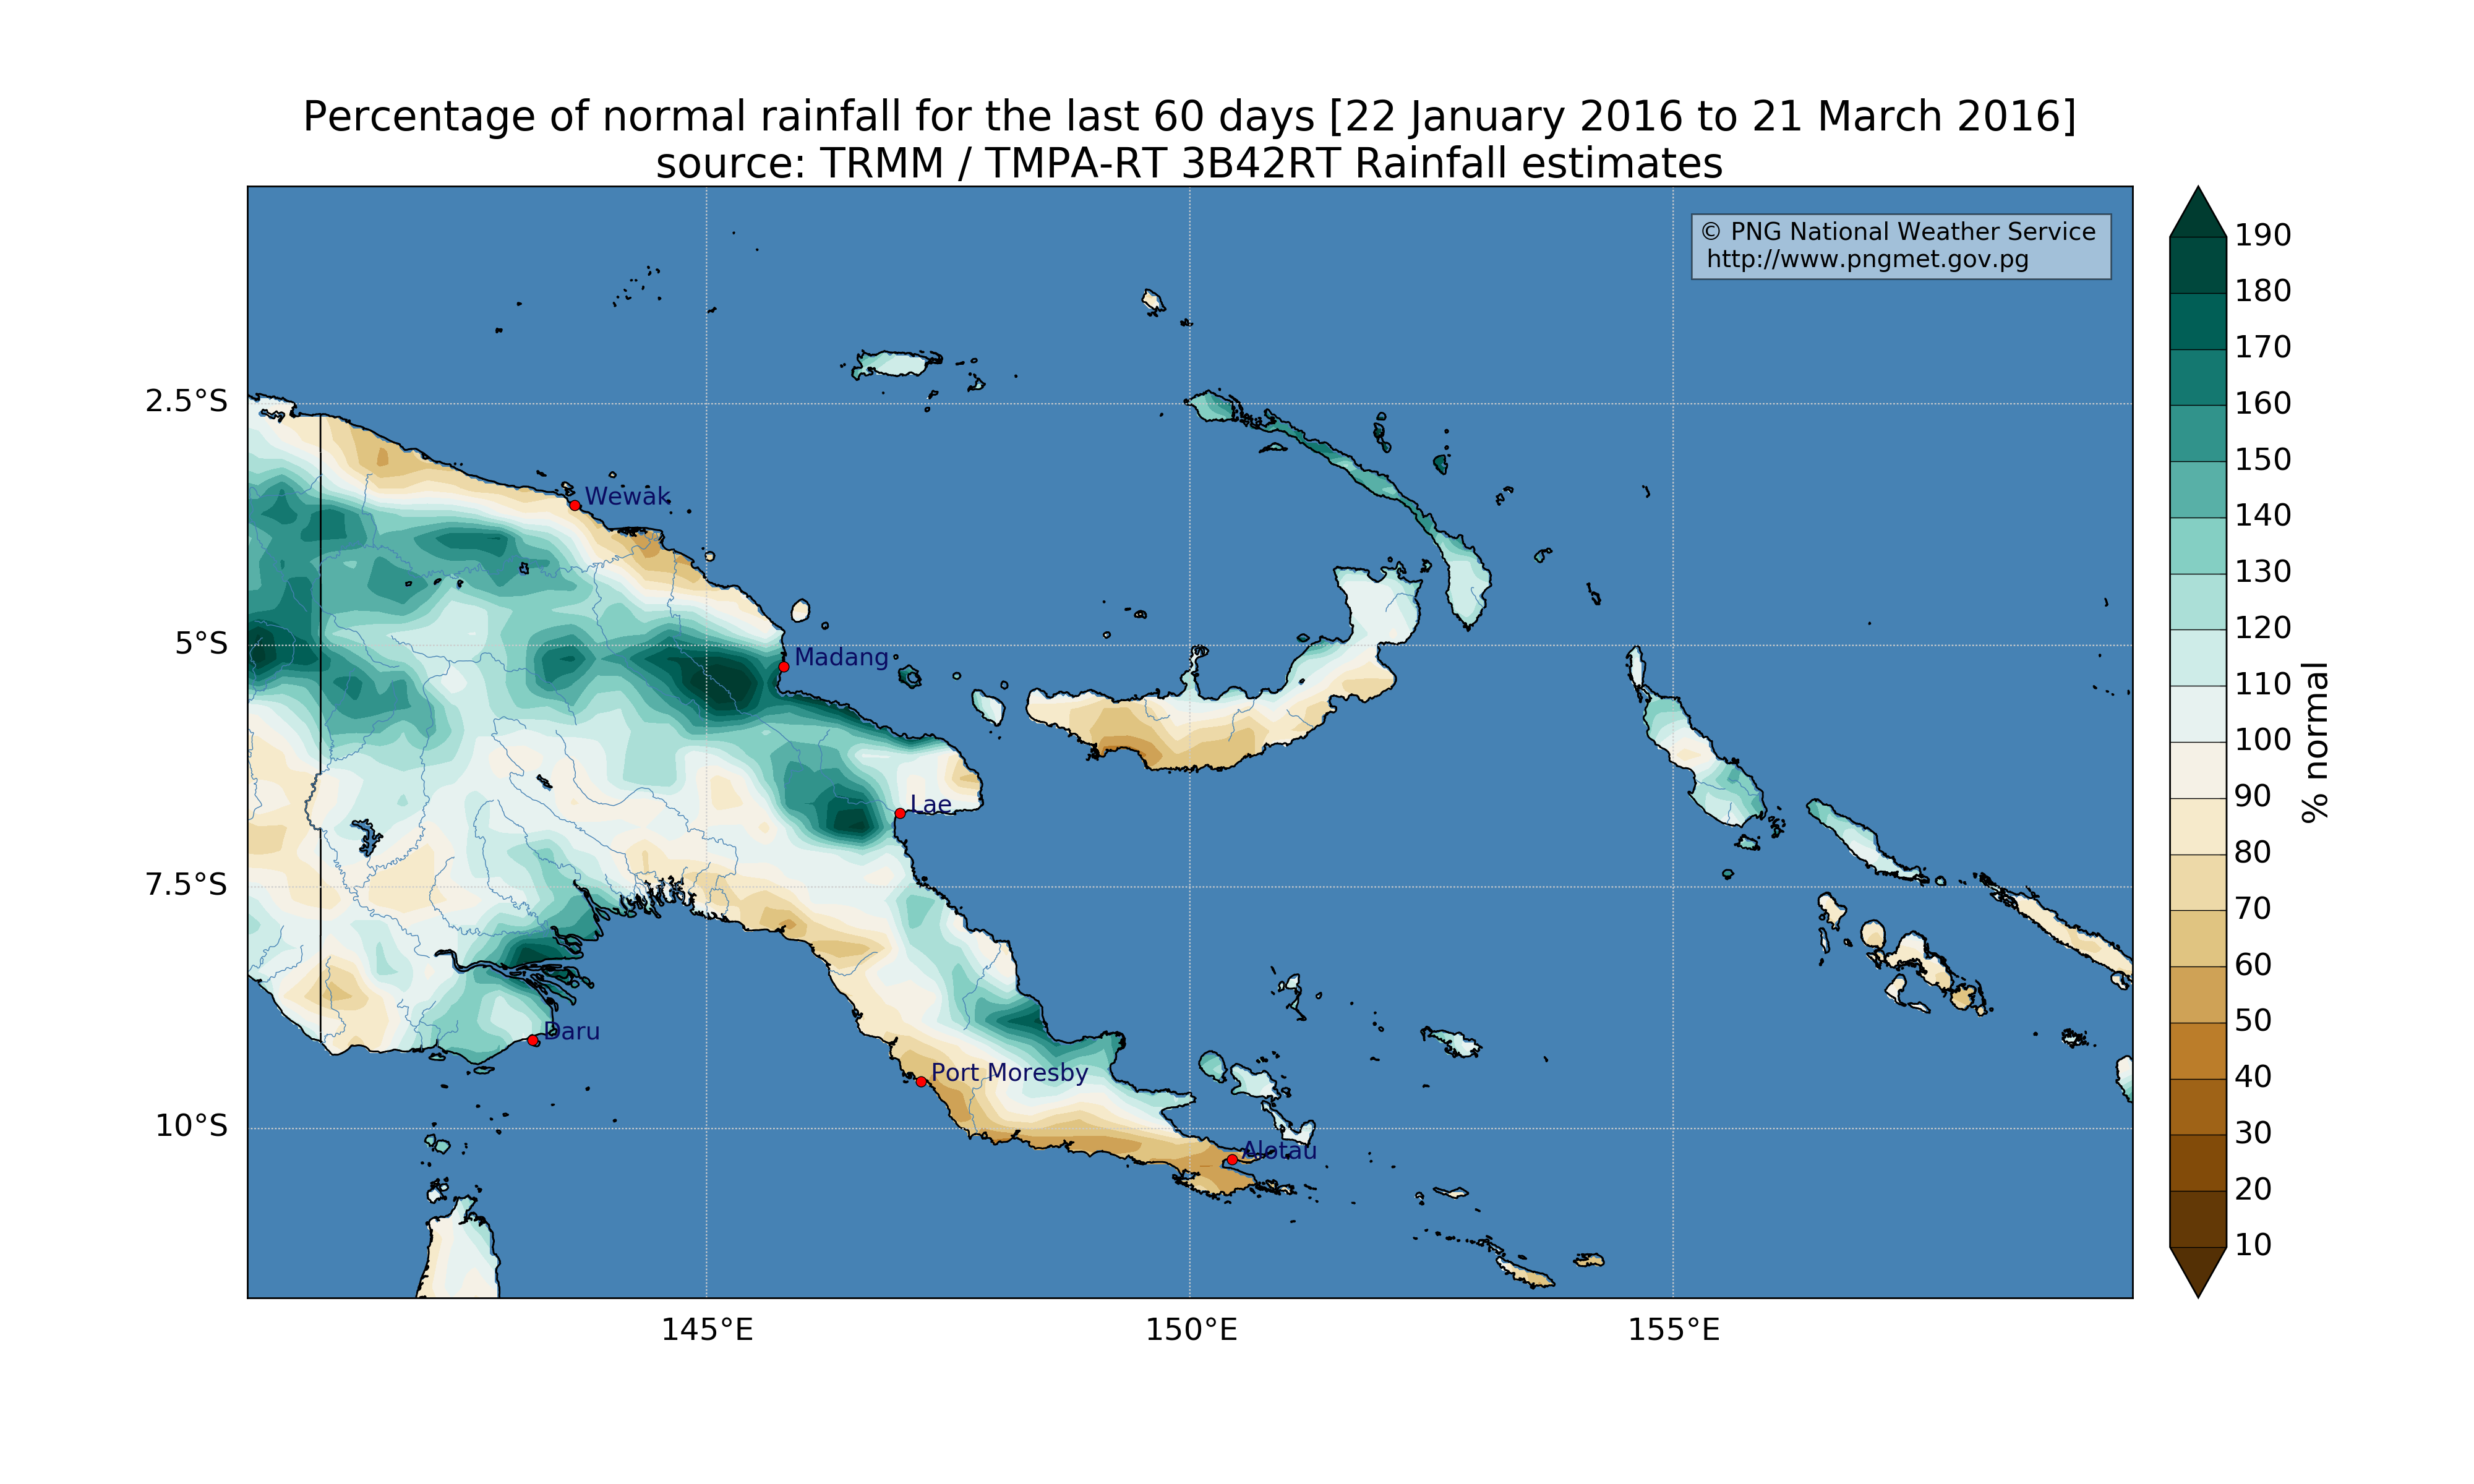 Percentage of normal rainfall for the last 60 days [22 January 2016 to 21 March 2016]
source: TRMM / TMPA-RT 3B42RT Rainfall estimates
© PNG National Weather Service
http://www.pngmet.gov.pg
2.5°S
5°S
7.5°S
10°S
145°E
150°E
155°E
Wewak
Madang
Lae
Daru
Port Moresby
Alotau
190
180
170
160
150
140
130
120
110
100
90
80
70
60
50
40
30
20
10
% normal